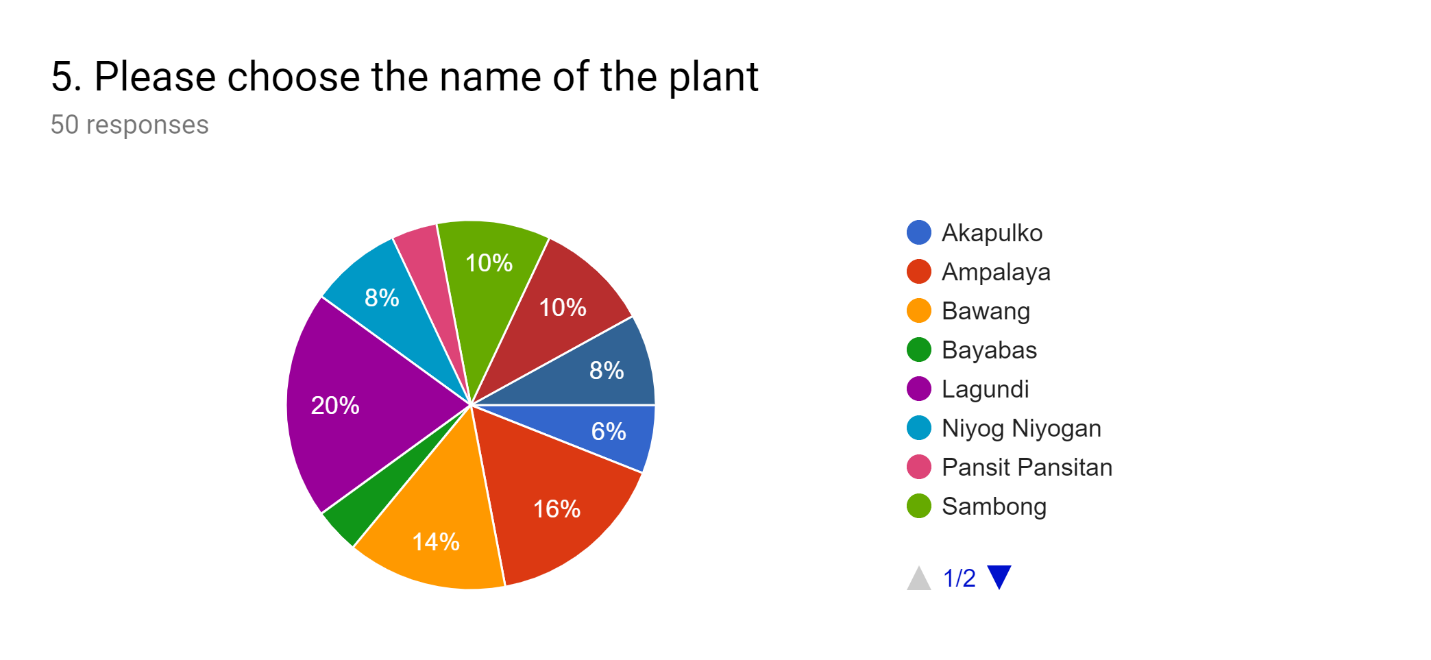 5. Please choose the name of the plant
50 responses
10%
10%
8%
8%
20%
6%
16%
14%
Akapulko
Ampalaya
Bawang
Bayabas
Lagundi
Niyog Niyogan
Pansit Pansitan
Sambong
1/2